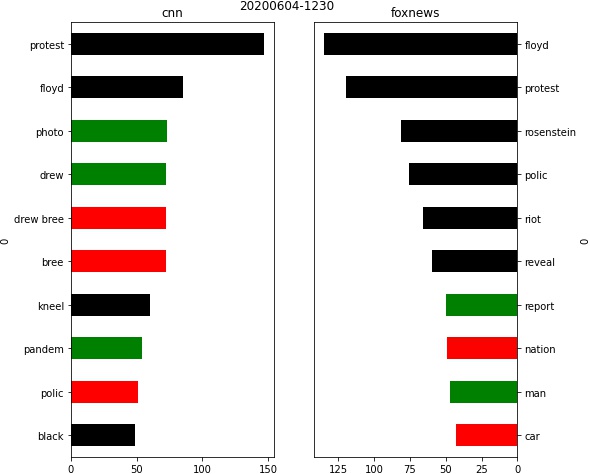 20200604-1230
cnn
foxnews
protest
floyd
photo
drew
drew bree
bree
kneel
pandem
polic
black
0
0
50
100
150
floyd
protest
rosenstein
polic
riot
reveal
report
nation
man
car
0
125
100
75
50
25
0